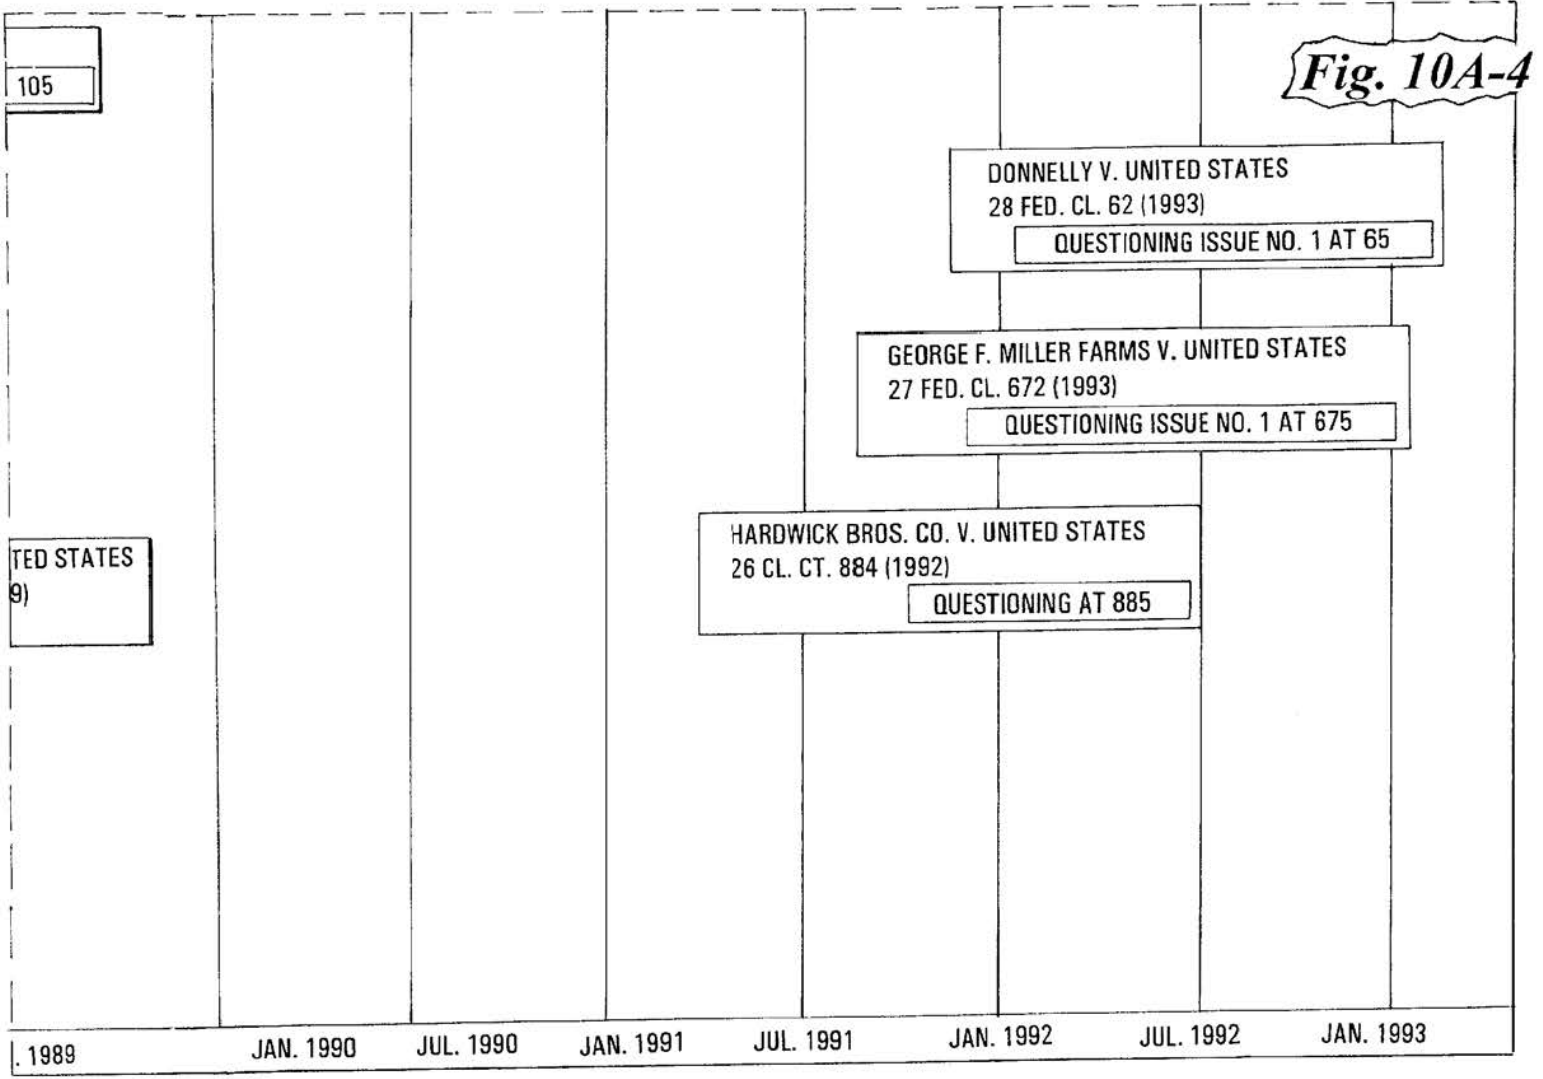 Fig. 10A-4
105
DONNELLY V. UNITED STATES
28 FED. CL. 62 (1993)
QUESTIONING ISSUE NO. 1 AT 65
GEORGE F. MILLER FARMS V. UNITED STATES
27 FED. CL. 672 (1993)
QUESTIONING ISSUE NO. 1 AT 675
HARDWICK BROS. CO. V. UNITED STATES
26 CL. CT. 884 (1992)
QUESTIONING AT 885
TED STATES
9)
. 1989 JAN. 1990 JUL. 1990 JAN. 1991 JUL. 1991 JAN. 1992 JUL. 1992 JAN. 1993